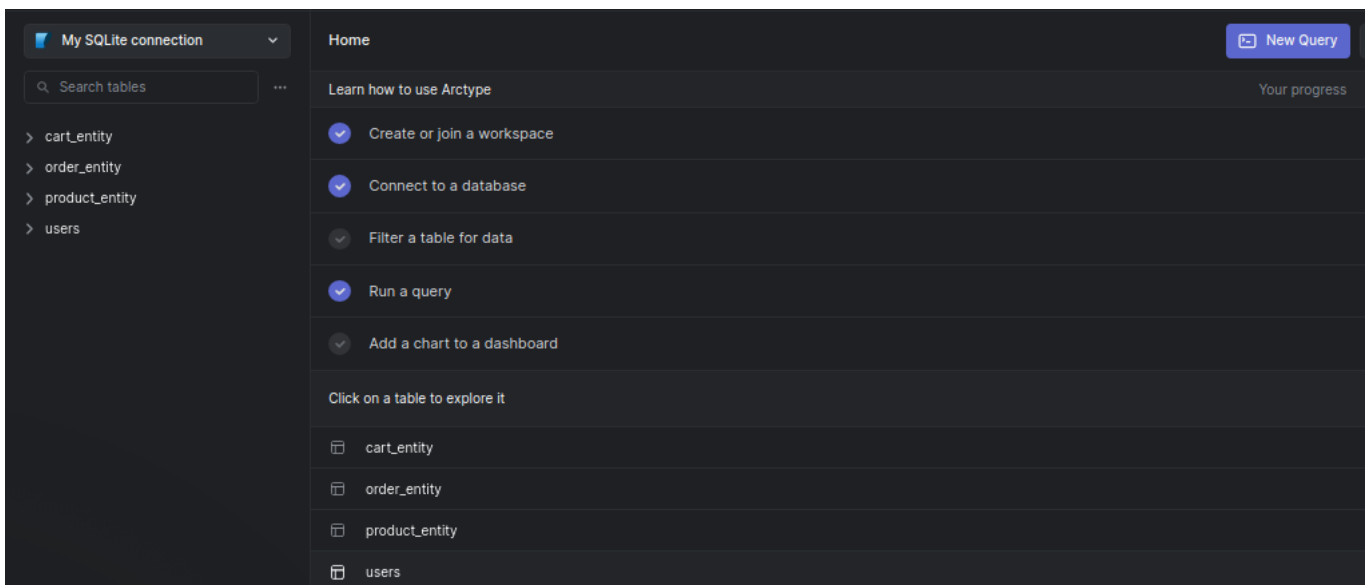 My SQLite connection
Search tables
cart_entity
order_entity
product_entity
users
Home
New Query
Learn how to use Arctype
Your progress
Create or join a workspace
Connect to a database
Filter a table for data
Run a query
Add a chart to a dashboard
Click on a table to explore it
cart_entity
order_entity
product_entity
users